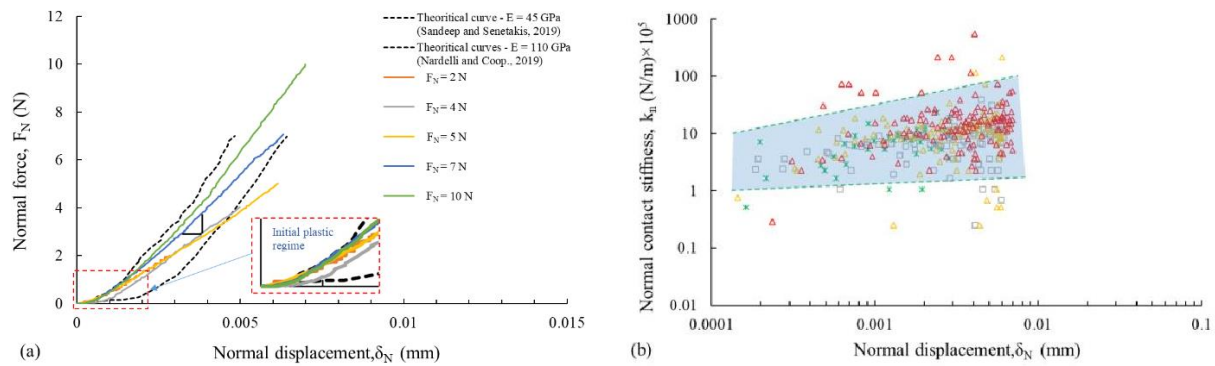 12
10
8
6
4
2
0
0
0.005
0.01
0.015
Normal force, F_N (N)
Normal displacement,δ_N (mm)
Theoritical curve - E = 45 GPa
(Sandeep and Senetakis, 2019)
Theoritical curves - E = 110 GPa
(Nardelli and Coop., 2019)
F_N = 2 N
F_N = 4 N
F_N = 5 N
F_N = 7 N
F_N = 10 N
Initial plastic
regime
(a)
1000
100
10
1
0.1
0.01
0.0001
0.001
0.01
0.1
Normal contact stiffness, k_n (N/m)× 10⁵
Normal displacement,δ_N (mm)
(b)